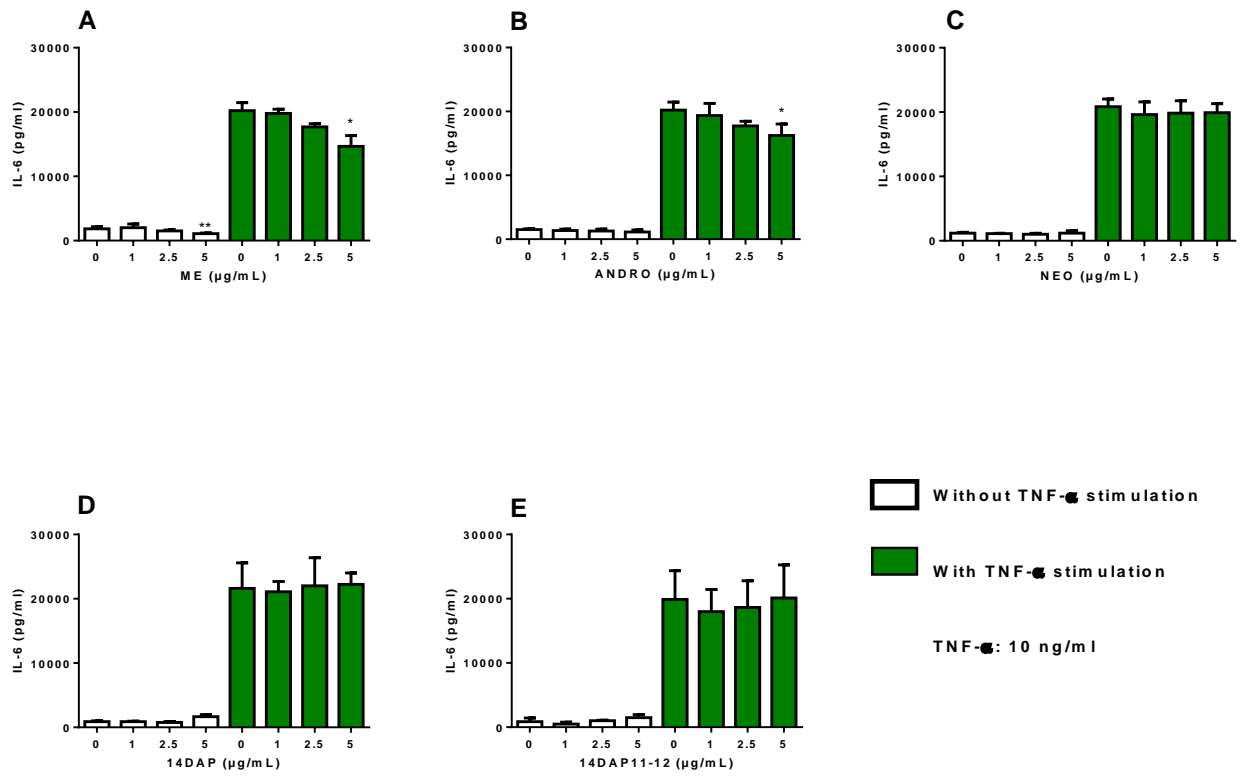 A
30000
20000
10000
0
IL-6 (pg/ml)
*
**
0 1 2.5 5 0 1 2.5 5
ME (µg/mL)
B
30000
20000
10000
0
IL-6 (pg/ml)
*
0 1 2.5 5 0 1 2.5 5
ANDRO (µg/mL)
C
30000
20000
10000
0
IL-6 (pg/ml)
0 1 2.5 5 0 1 2.5 5
NEO (µg/mL)
D
30000
20000
10000
0
IL-6 (pg/ml)
0 1 2.5 5 0 1 2.5 5
14DAP (µg/mL)
E
30000
20000
10000
0
IL-6 (pg/ml)
0 1 2.5 5 0 1 2.5 5
14DAP11-12 (µg/mL)
Without TNF-α stimulation
With TNF-α stimulation
TNF-α: 10 ng/ml